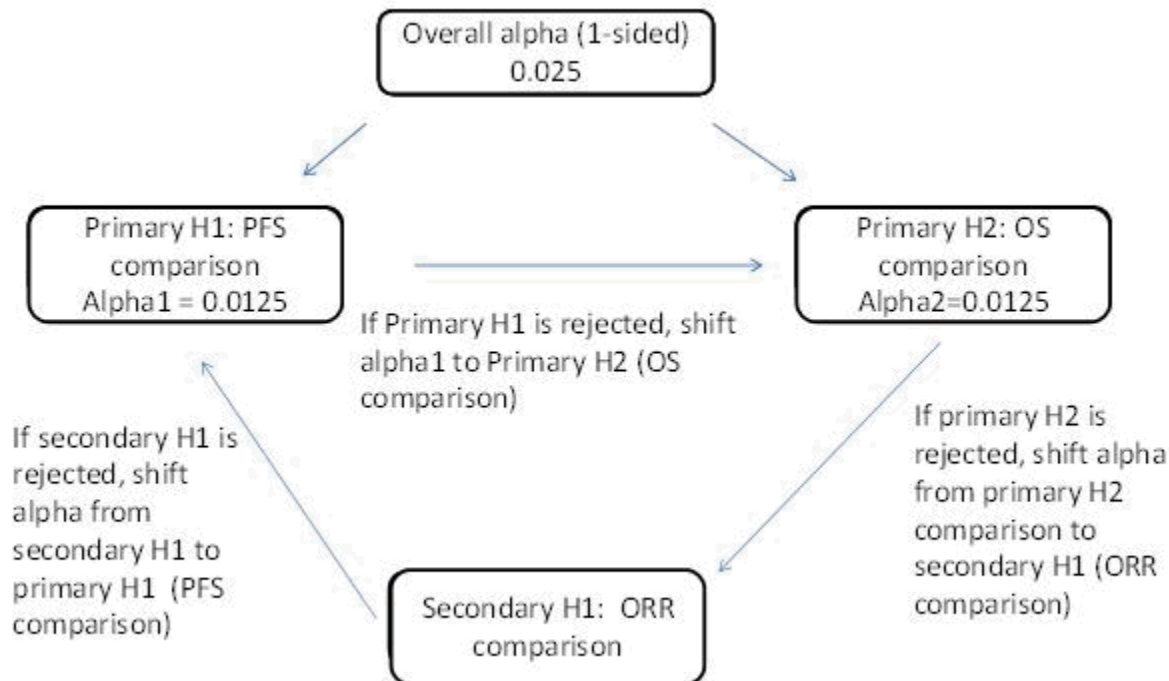 Overall alpha (1-sided)
0.025
Primary H1: PFS
comparison
Alpha1 = 0.0125
Primary H2: OS
comparison
Alpha2=0.0125
If Primary H1 is rejected, shift
alpha1 to Primary H2 (OS
comparison)
If secondary H1 is
rejected, shift
alpha from
secondary H1 to
primary H1 (PFS
comparison)
If primary H2 is
rejected, shift alpha
from primary H2
comparison to
secondary H1 (ORR
comparison)
Secondary H1: ORR
comparison